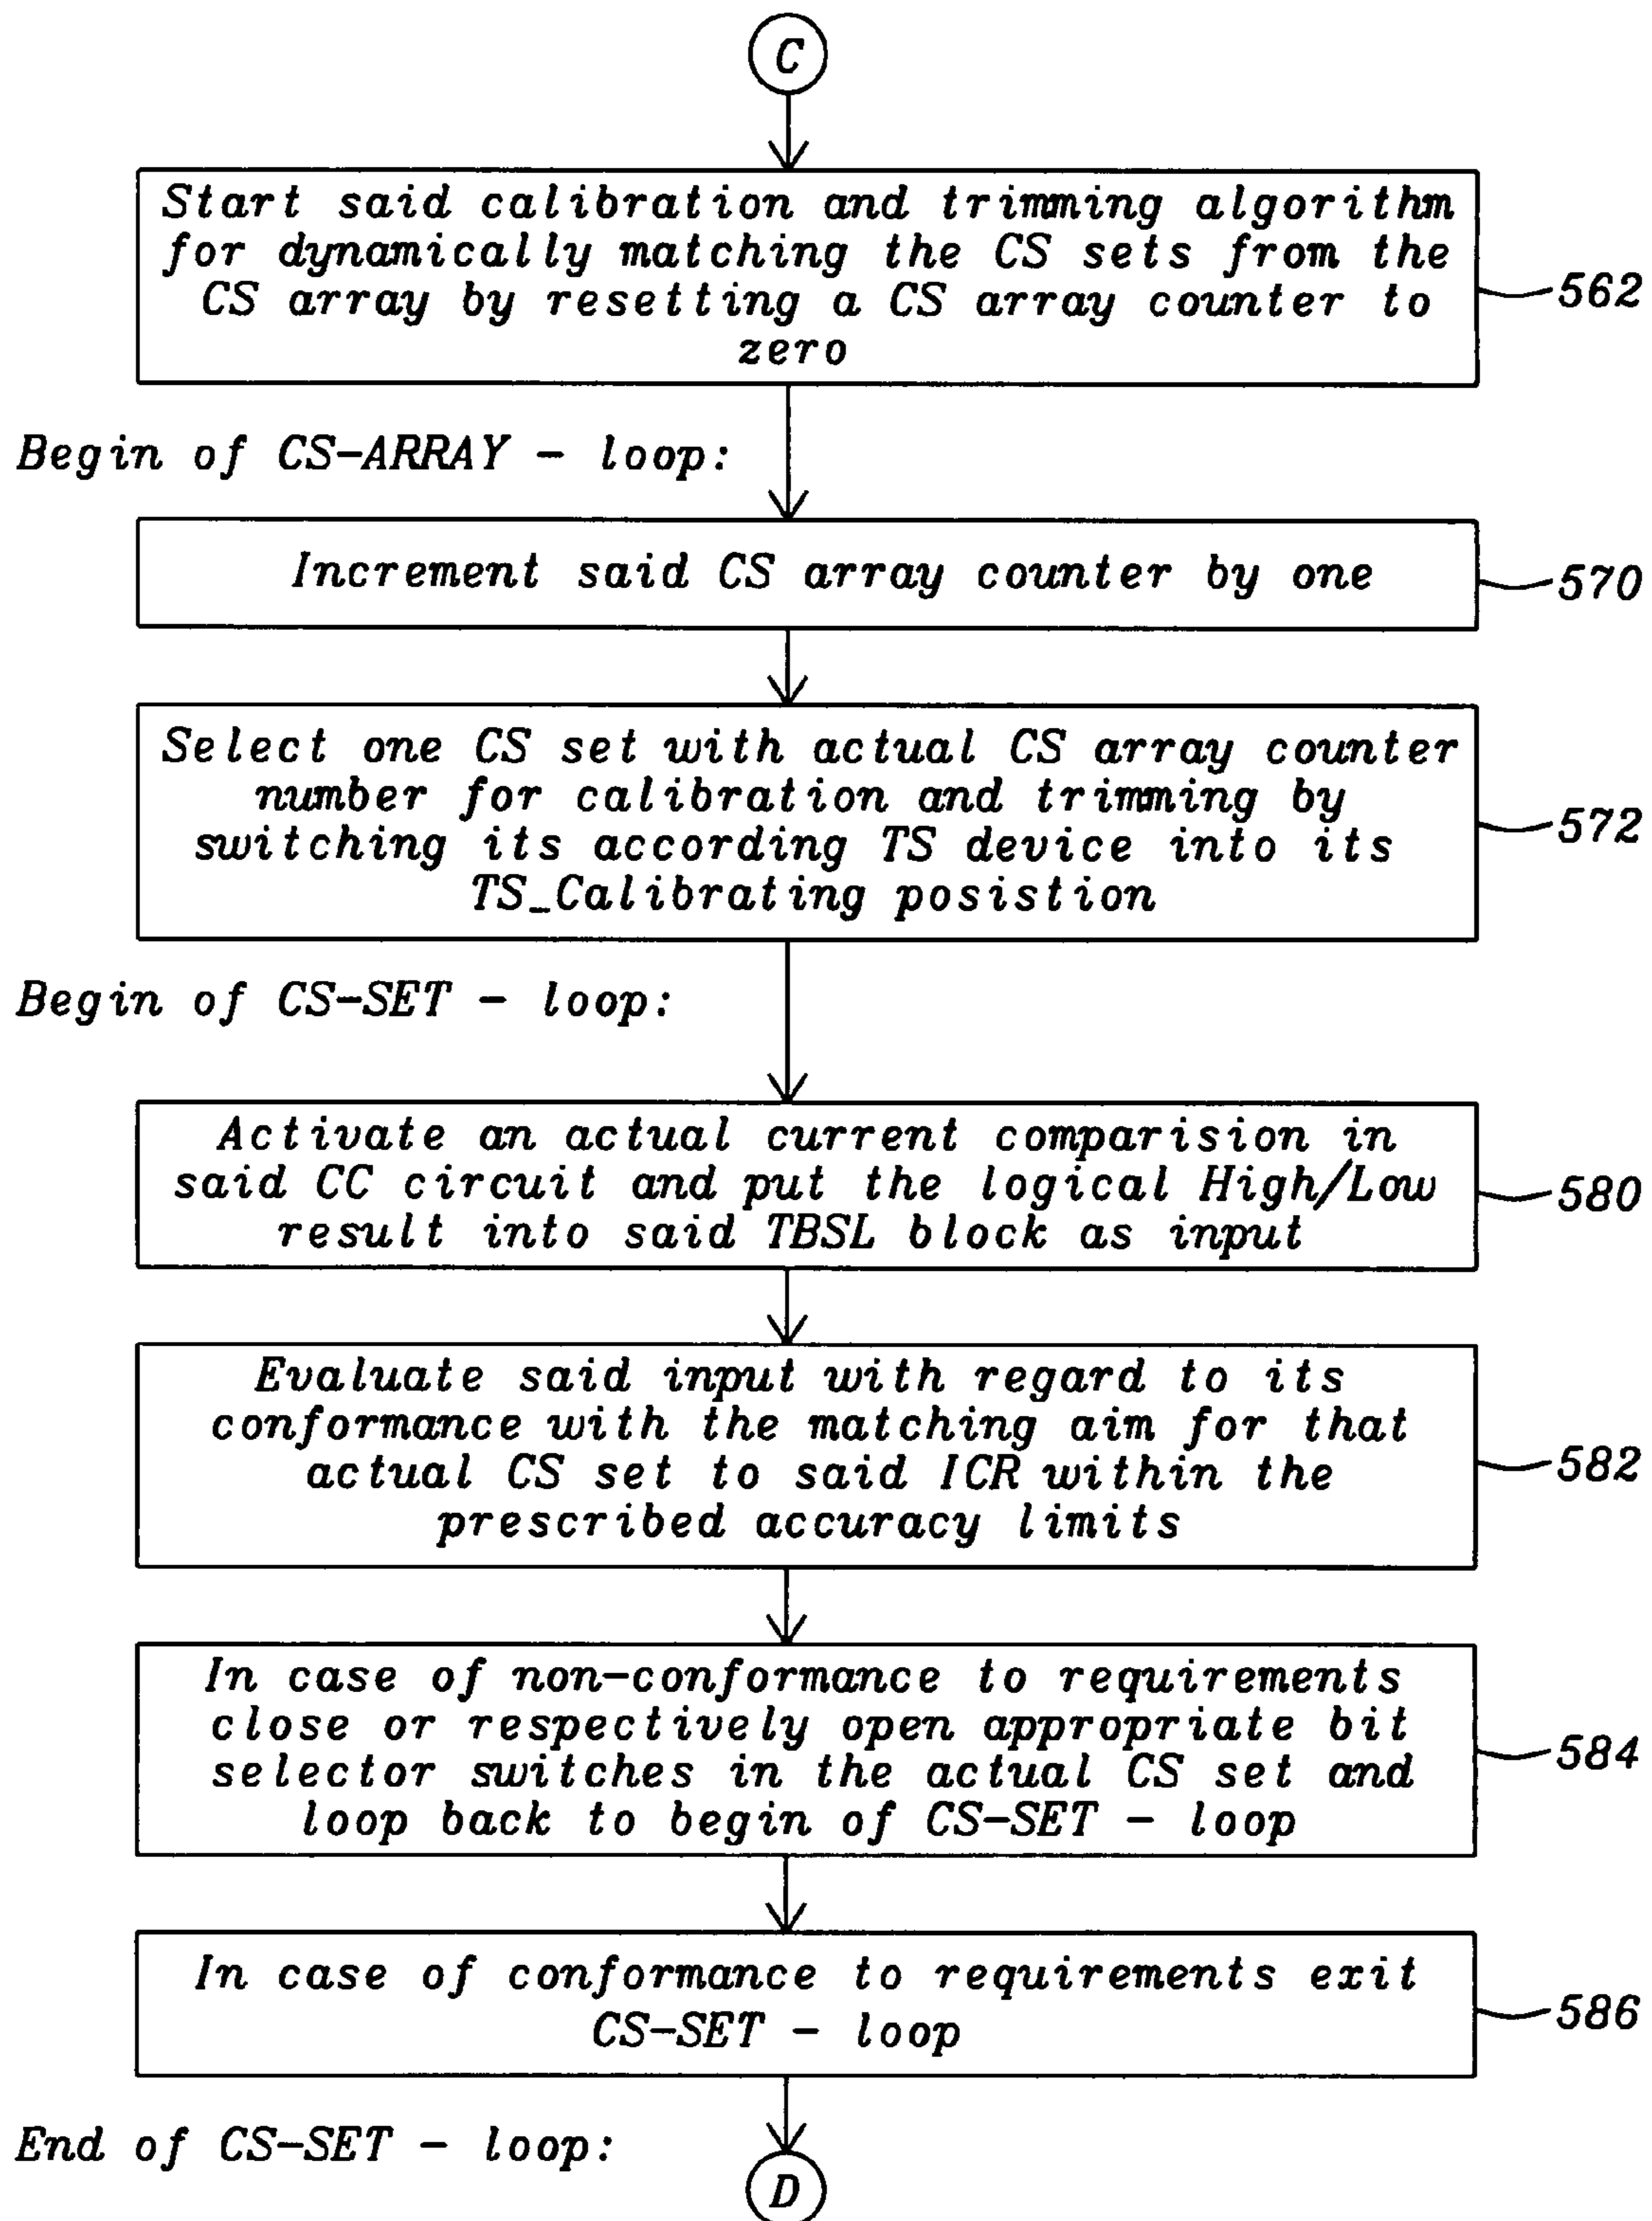 C
Start said calibration and trimming algorithm
for dynamically matching the CS sets from the
CS array by resetting a CS array counter to
zero
562
Begin of CS-ARRAY - loop:
Increment said CS array counter by one
570
Select one CS set with actual CS array counter
number for calibration and trimming by
switching its according TS device into its
TS_Calibrating posistion
572
Begin of CS-SET - loop:
Activate an actual current comparision in
said CC circuit and put the logical High/Low
result into said TBSL block as input
580
Evaluate said input with regard to its
conformance with the matching aim for that
actual CS set to said ICR within the
prescribed accuracy limits
582
In case of non-conformance to requirements
close or respectively open appropriate bit
selector switches in the actual CS set and
loop back to begin of CS-SET - loop
584
In case of conformance to requirements exit
CS-SET - loop
586
End of CS-SET - loop:
D